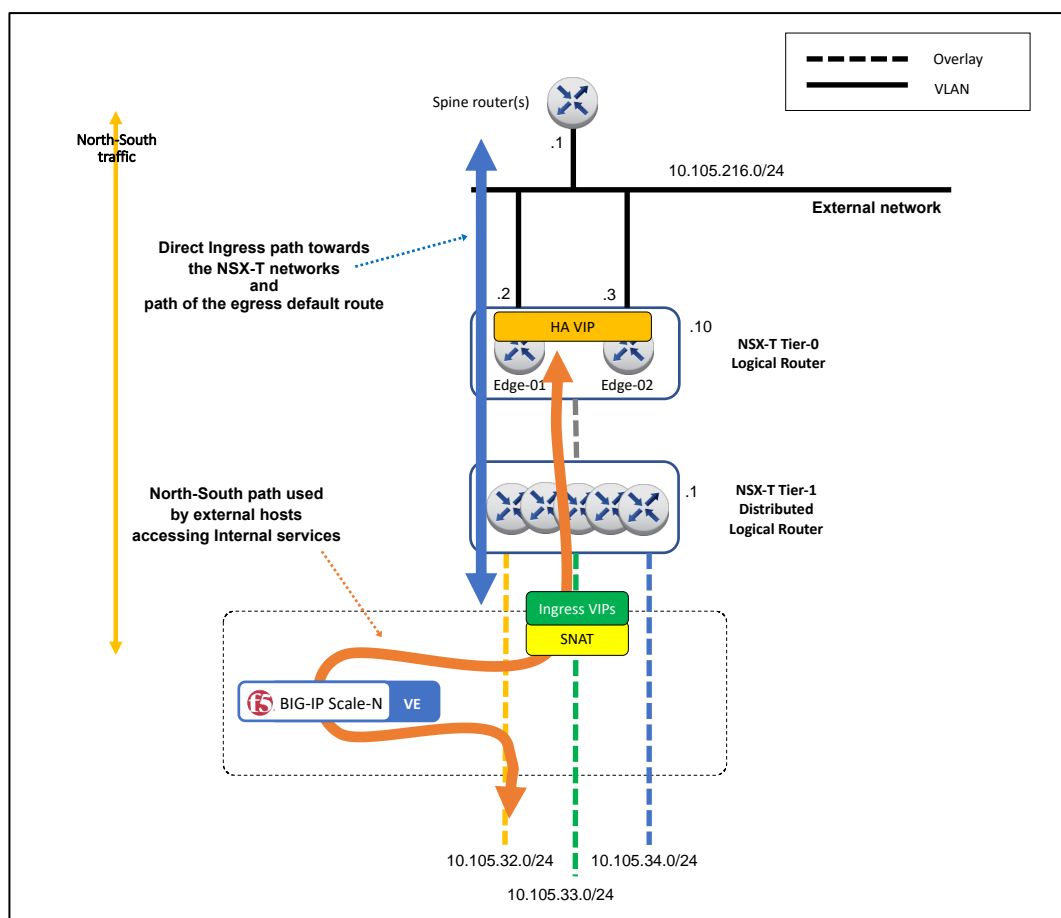 Overlay
VLAN
Spine router(s)
North-South
traffic
.1
10.105.216.0/24
External network
Direct Ingress path towards
the NSX-T networks
and
path of the egress default route
.2
.3
HA VIP
.10
Edge-01
Edge-02
NSX-T Tier-0
Logical Router
North-South path used
by external hosts
accessing Internal services
.1
NSX-T Tier-1
Distributed
Logical Router
Ingress VIPs
SNAT
f5
BIG-IP Scale-N
VE
10.105.32.0/24
10.105.34.0/24
10.105.33.0/24